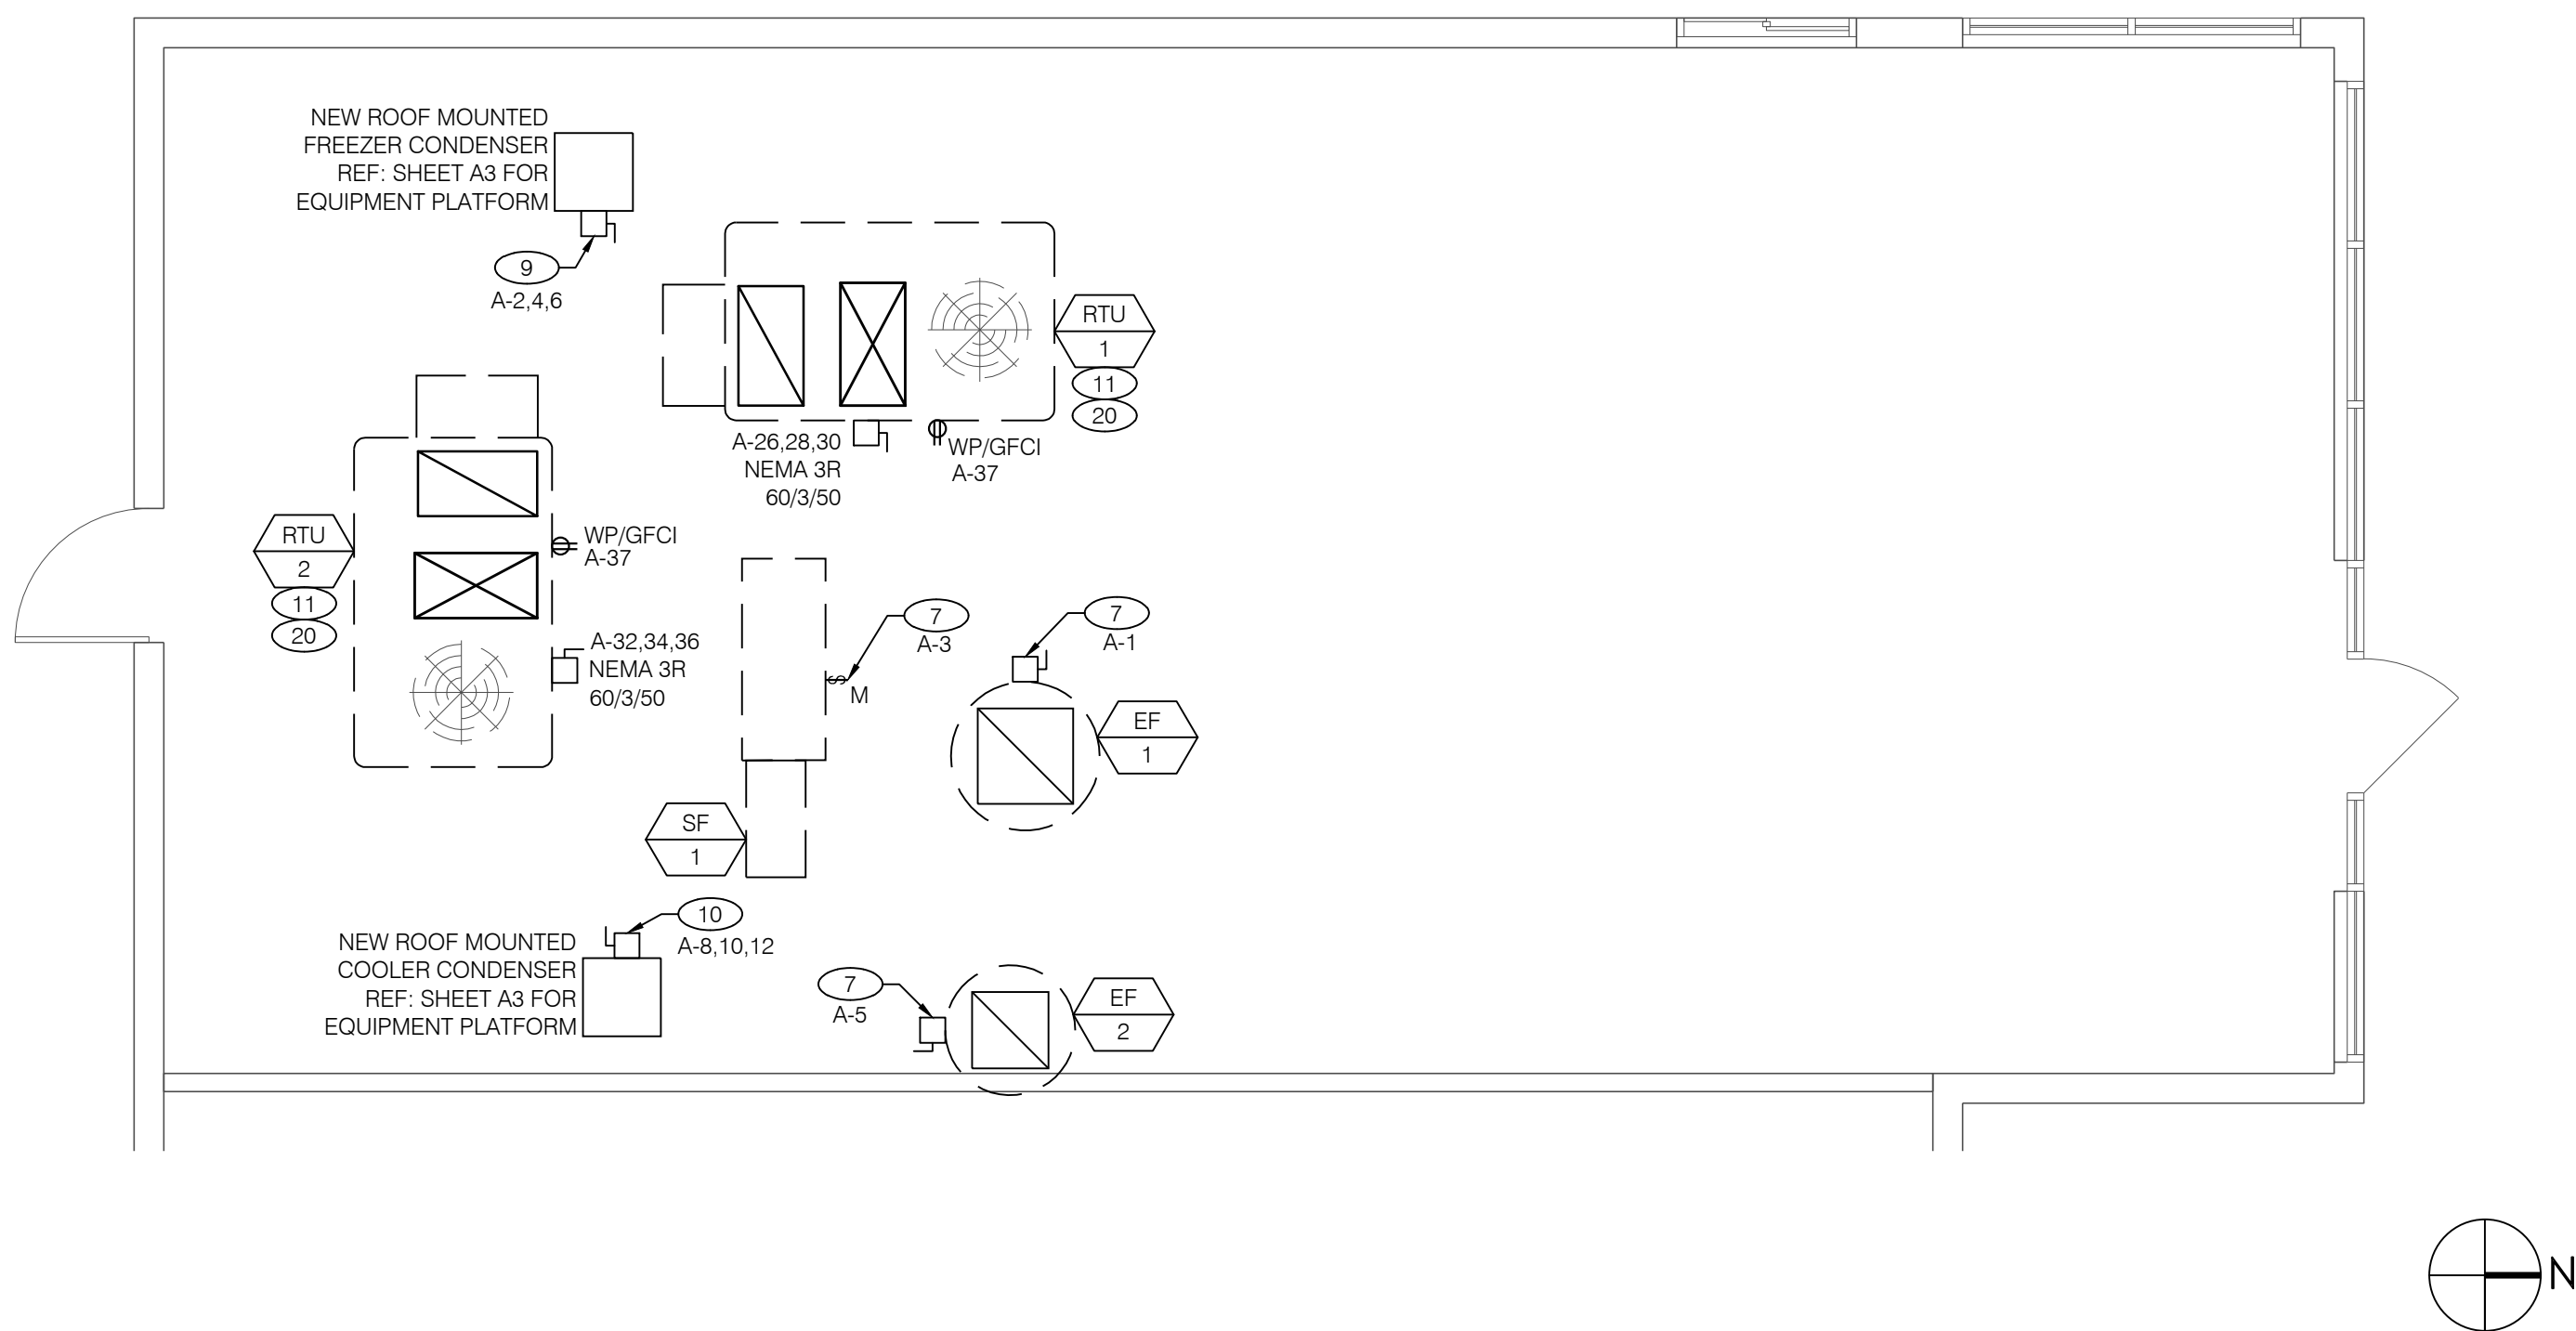 NEW ROOF MOUNTED
FREEZER CONDENSER
REF: SHEET A3 FOR
EQUIPMENT PLATFORM
9
A-2,4,6
RTU
1
11
20
A-26,28,30
NEMA 3R
60/3/50
WP/GFCI
A-37
RTU
2
11
20
WP/GFCI
A-37
A-32,34,36
NEMA 3R
60/3/50
7
A-3
S
M
7
A-1
EF
1
SF
1
10
A-8,10,12
NEW ROOF MOUNTED
COOLER CONDENSER
REF: SHEET A3 FOR
EQUIPMENT PLATFORM
7
A-5
EF
2
N